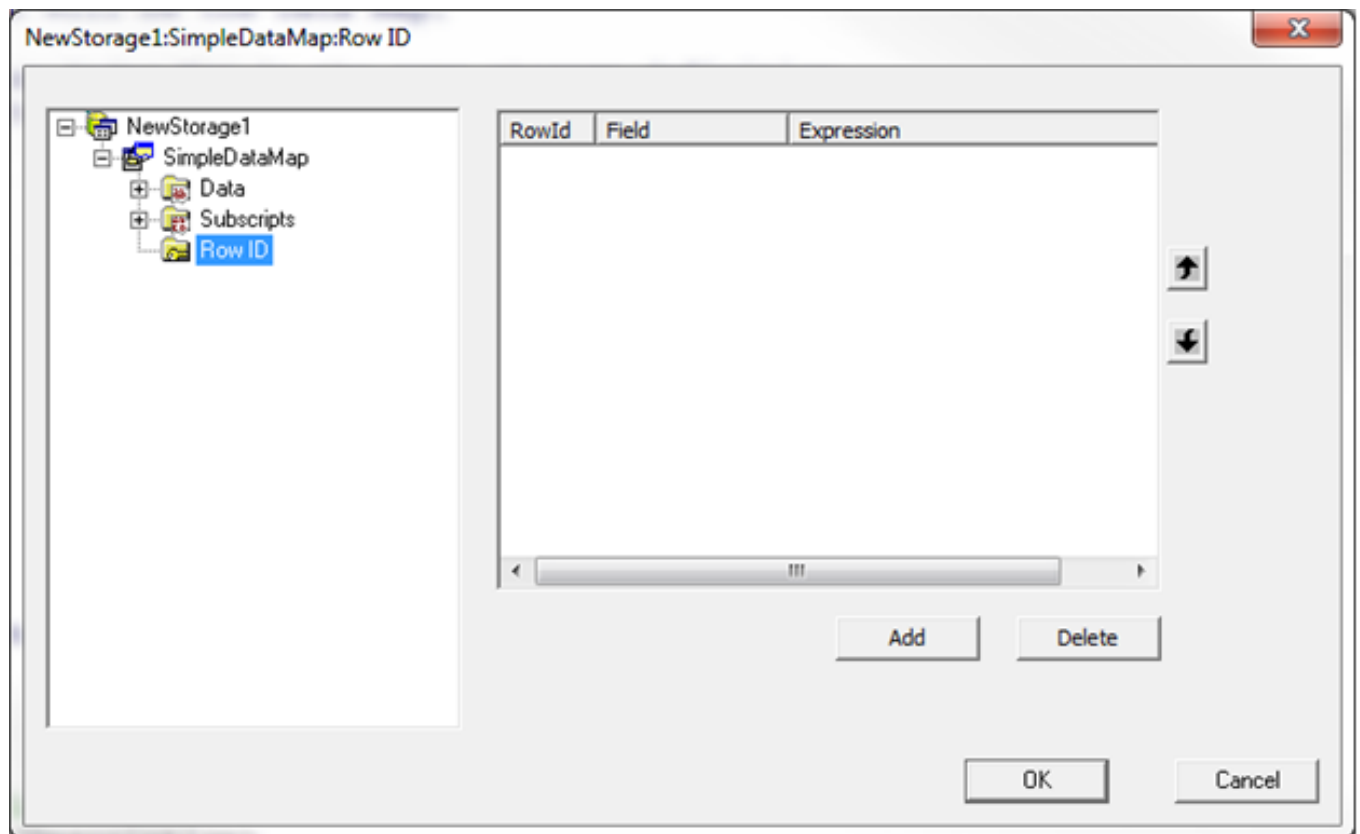 NewStorage1:SimpleDataMap:Row ID
NewStorage1
SimpleDataMap
Data
Subscripts
Row ID
RowId Field Expression
Add Delete
OK Cancel